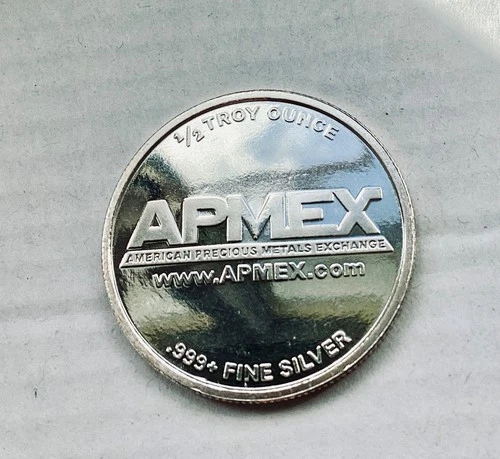 1/2 TROY OUNCE
APMEX
AMERICAN PRECIOUS METALS EXCHANGE
www.APMEX.com
.999+ FINE SILVER